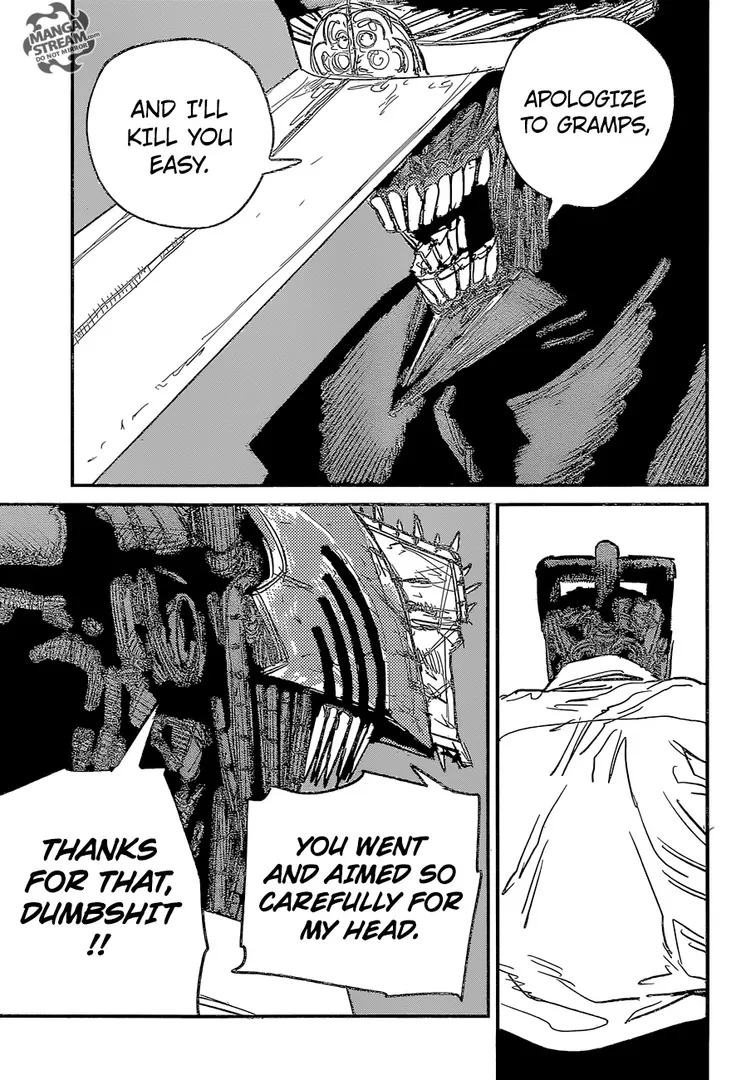 MANGA
STREAM.com
DO NOT MIRROR
APOLOGIZE
TO GRAMPS,
AND I'LL
KILL YOU
EASY.
YOU WENT
AND AIMED SO
CAREFULLY FOR
MY HEAD.
THANKS
FOR THAT,
DUMBSHIT
!!